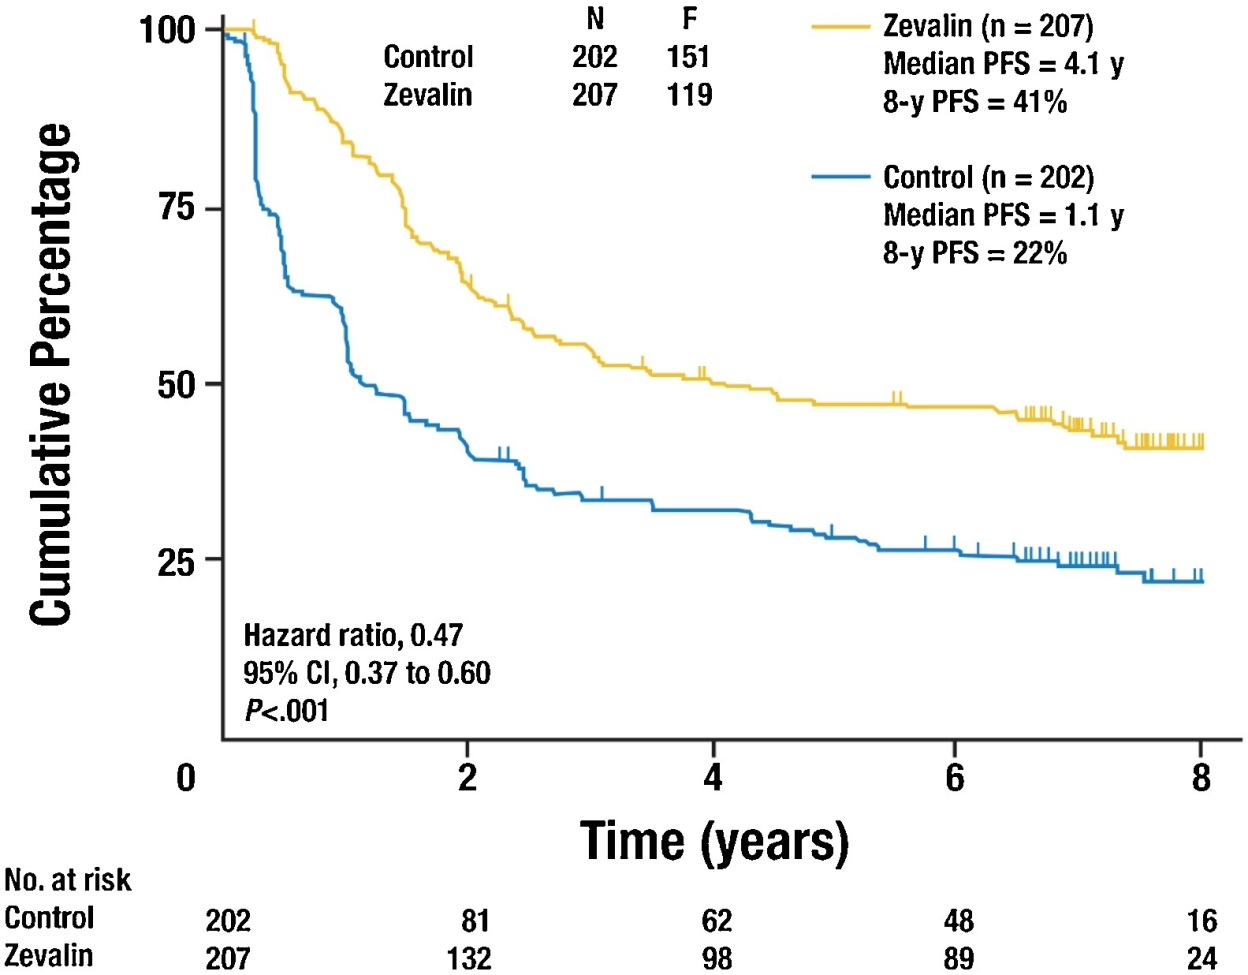 N F
Control 202 151
Zevalin 207 119
Zevalin (n = 207)
Median PFS = 4.1 y
8-y PFS = 41%
Control (n = 202)
Median PFS = 1.1 y
8-y PFS = 22%
Cumulative Percentage
100
75
50
25
Hazard ratio, 0.47
95% CI, 0.37 to 0.60
P<.001
0 2 4 6 8
Time (years)
No. at risk
Control 202 81 62 48 16
Zevalin 207 132 98 89 24